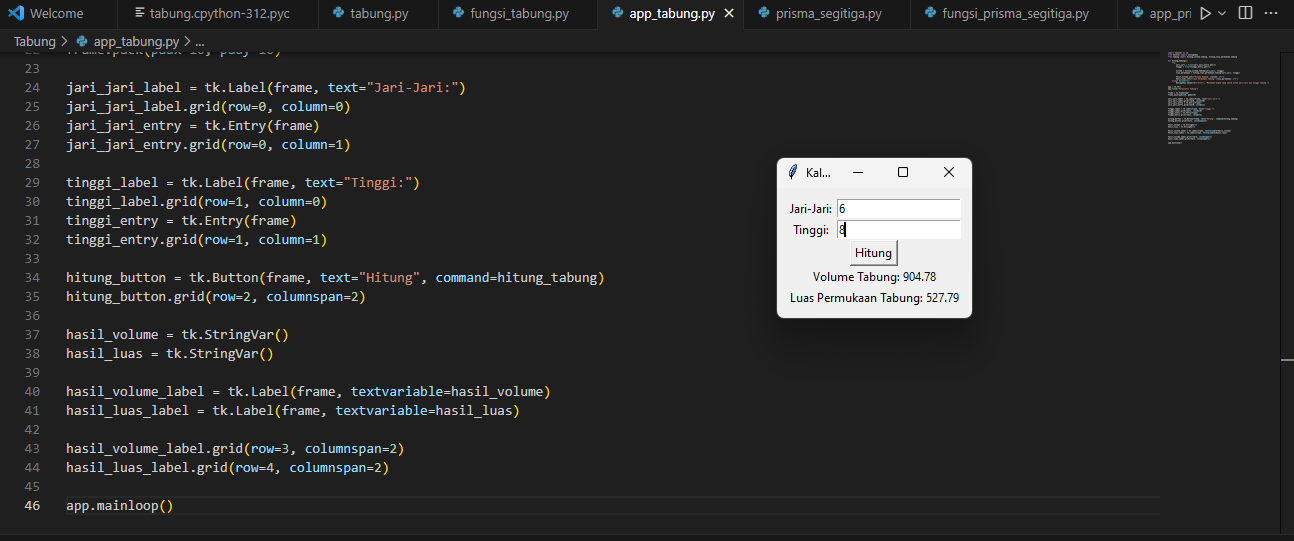 Welcome tabung.cpython-312.pyc tabung.py fungsi_tabung.py app_tabung.py prisma_segitiga.py fungsi_prisma_segitiga.py app_pri
Tabung > app_tabung.py > ...
23
24 jari_jari_label = tk.Label(frame, text="Jari-Jari:")
25 jari_jari_label.grid(row=0, column=0)
26 jari_jari_entry = tk.Entry(frame)
27 jari_jari_entry.grid(row=0, column=1)
28
29 tinggi_label = tk.Label(frame, text="Tinggi:")
30 tinggi_label.grid(row=1, column=0)
31 tinggi_entry = tk.Entry(frame)
32 tinggi_entry.grid(row=1, column=1)
33
34 hitung_button = tk.Button(frame, text="Hitung", command=hitung_tabung)
35 hitung_button.grid(row=2, columnspan=2)
36
37 hasil_volume = tk.StringVar()
38 hasil_luas = tk.StringVar()
39
40 hasil_volume_label = tk.Label(frame, textvariable=hasil_volume)
41 hasil_luas_label = tk.Label(frame, textvariable=hasil_luas)
42
43 hasil_volume_label.grid(row=3, columnspan=2)
44 hasil_luas_label.grid(row=4, columnspan=2)
45
46 app.mainloop()
Kal...
Jari-Jari: 6
Tinggi: 8
Hitung
Volume Tabung: 904.78
Luas Permukaan Tabung: 527.79